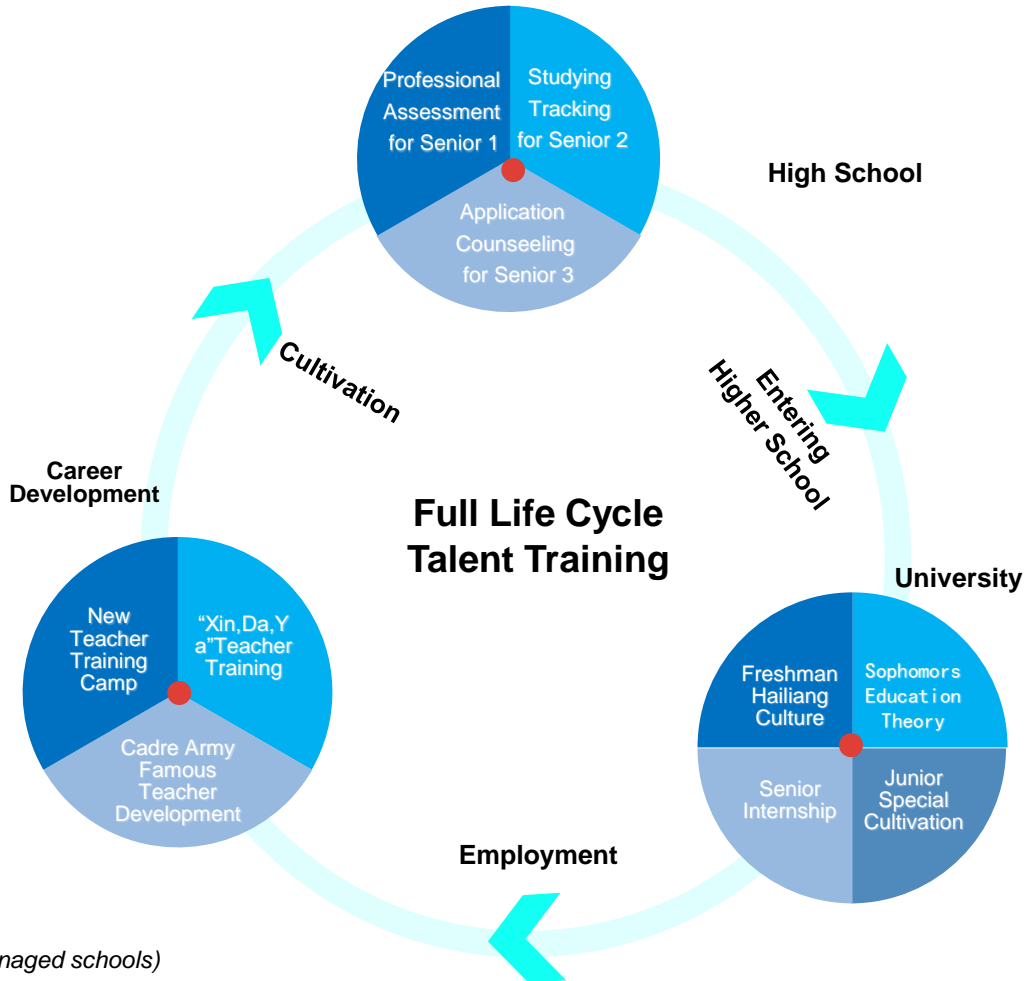 Professional
Assessment
for Senior 1
Studying
Tracking
for Senior 2
Application
Counseeling
for Senior 3
High School
Cultivation
Entering
Higher School
Career
Development
Full Life Cycle
Talent Training
University
New
Teacher
Training
Camp
“Xin,Da,Y
a”Teacher
Training
Cadre Army
Famous
Teacher
Development
Freshman
Hailiang
Culture
Sophomors
Education
Theory
Senior
Internship
Junior
Special
Cultivation
Employment
naged schools)